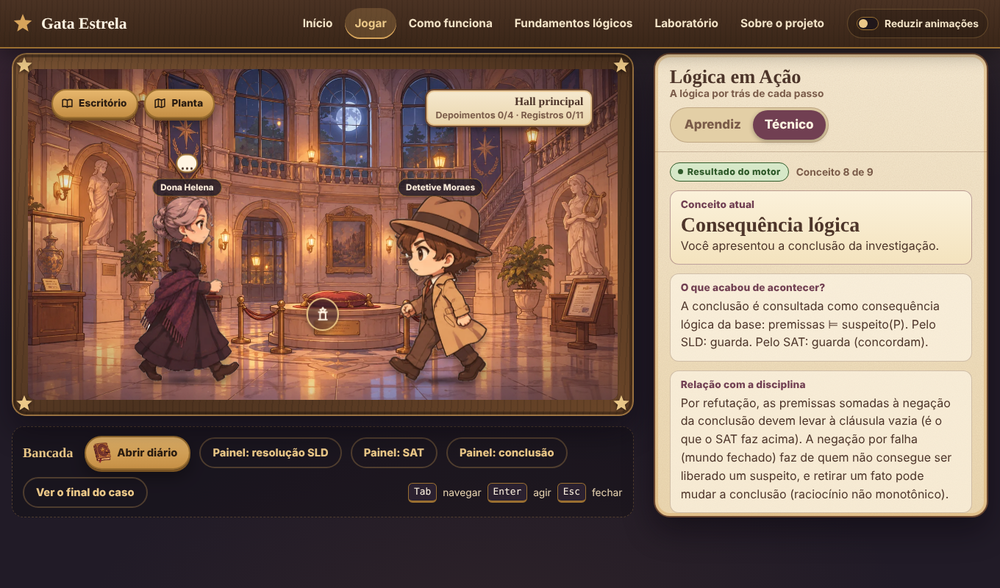 Gata Estrela
Início
Jogar
Como funciona
Fundamentos lógicos
Laboratório
Sobre o projeto
Reduzir animações
Escritório
Planta
Hall principal
Depoimentos 0/4 · Registros 0/11
Dona Helena
Detetive Moraes
Bancada
Abrir diário
Painel: resolução SLD
Painel: SAT
Painel: conclusão
Ver o final do caso
Tab navegar Enter agir Esc fechar
Lógica em Ação
A lógica por trás de cada passo
Aprendiz
Técnico
Resultado do motor
Conceito 8 de 9
Conceito atual
Consequência lógica
Você apresentou a conclusão da investigação.
O que acabou de acontecer?
A conclusão é consultada como consequência
lógica da base: premissas ⊨ suspeito(P). Pelo
SLD: guarda. Pelo SAT: guarda (concordam).
Relação com a disciplina
Por refutação, as premissas somadas à negação
da conclusão devem levar à cláusula vazia (é o
que o SAT faz acima). A negação por falha
(mundo fechado) faz de quem não consegue ser
liberado um suspeito, e retirar um fato pode
mudar a conclusão (raciocínio não monotônico).